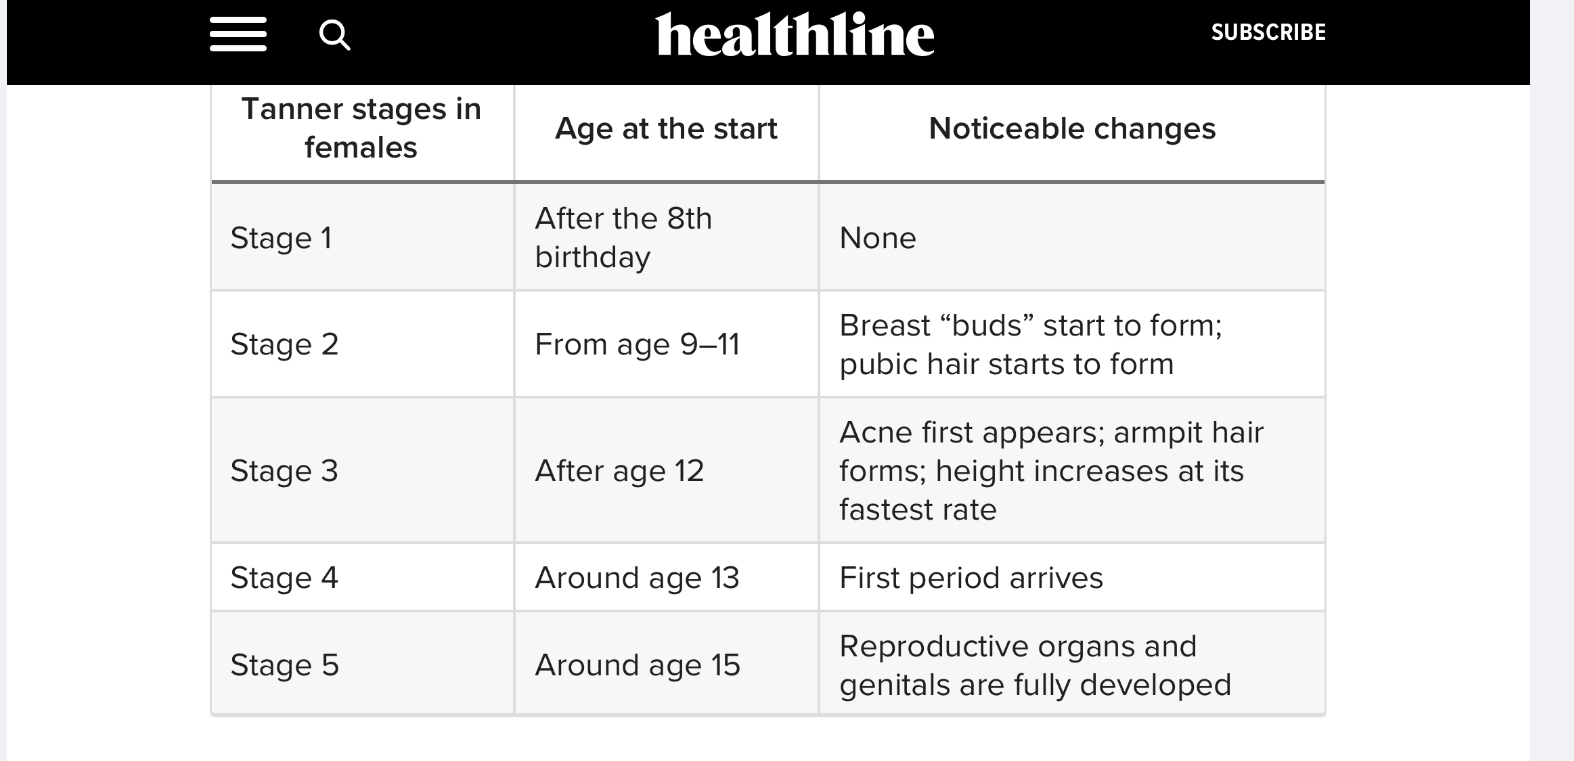 healthline
SUBSCRIBE
Tanner stages in
females
Age at the start
Noticeable changes
Stage 1
After the 8th
birthday
None
Stage 2
From age 9–11
Breast “buds” start to form;
pubic hair starts to form
Stage 3
After age 12
Acne first appears; armpit hair
forms; height increases at its
fastest rate
Stage 4
Around age 13
First period arrives
Stage 5
Around age 15
Reproductive organs and
genitals are fully developed